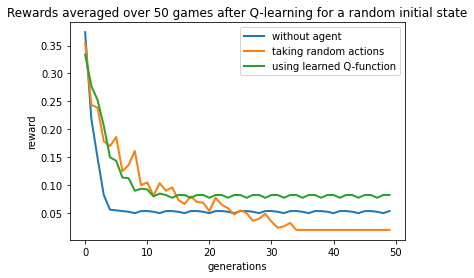 Rewards averaged over 50 games after Q-learning for a random initial state
without agent
taking random actions
using learned Q-function
reward
0.35
0.30
0.25
0.20
0.15
0.10
0.05
0 10 20 30 40 50
generations